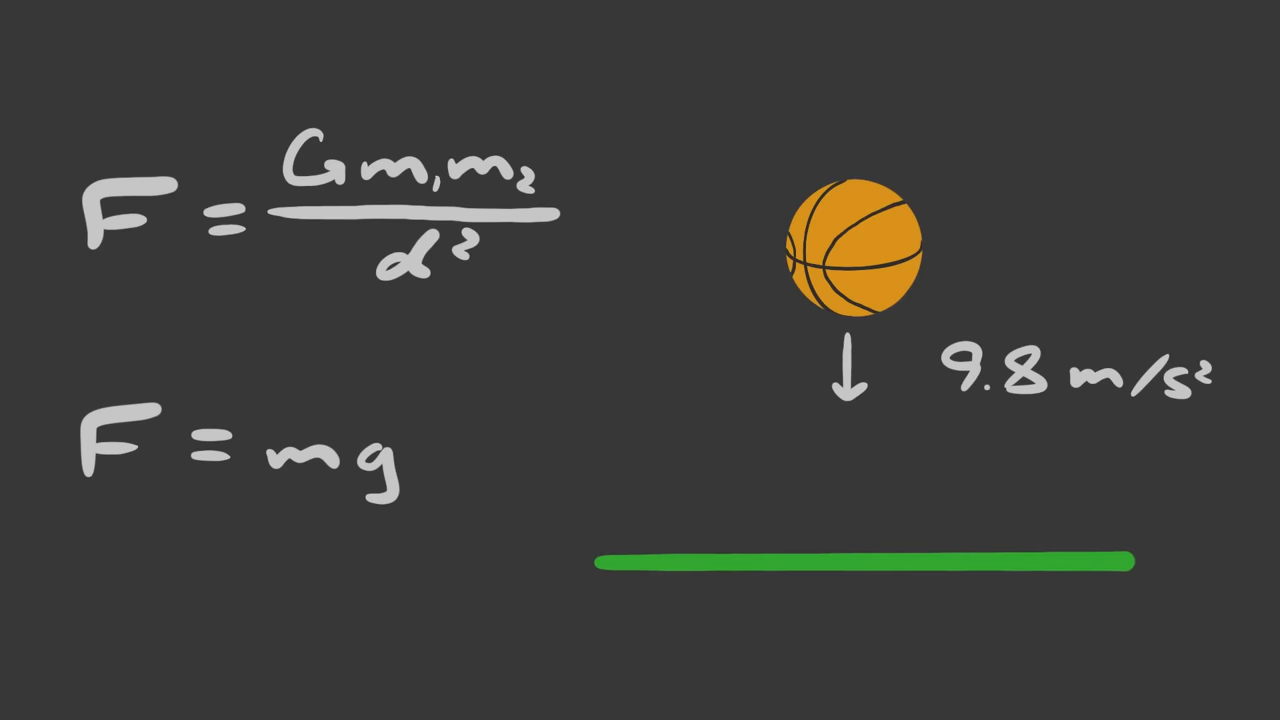 F = Gm₁m₂/d²
9.8 m/s²
F = mg